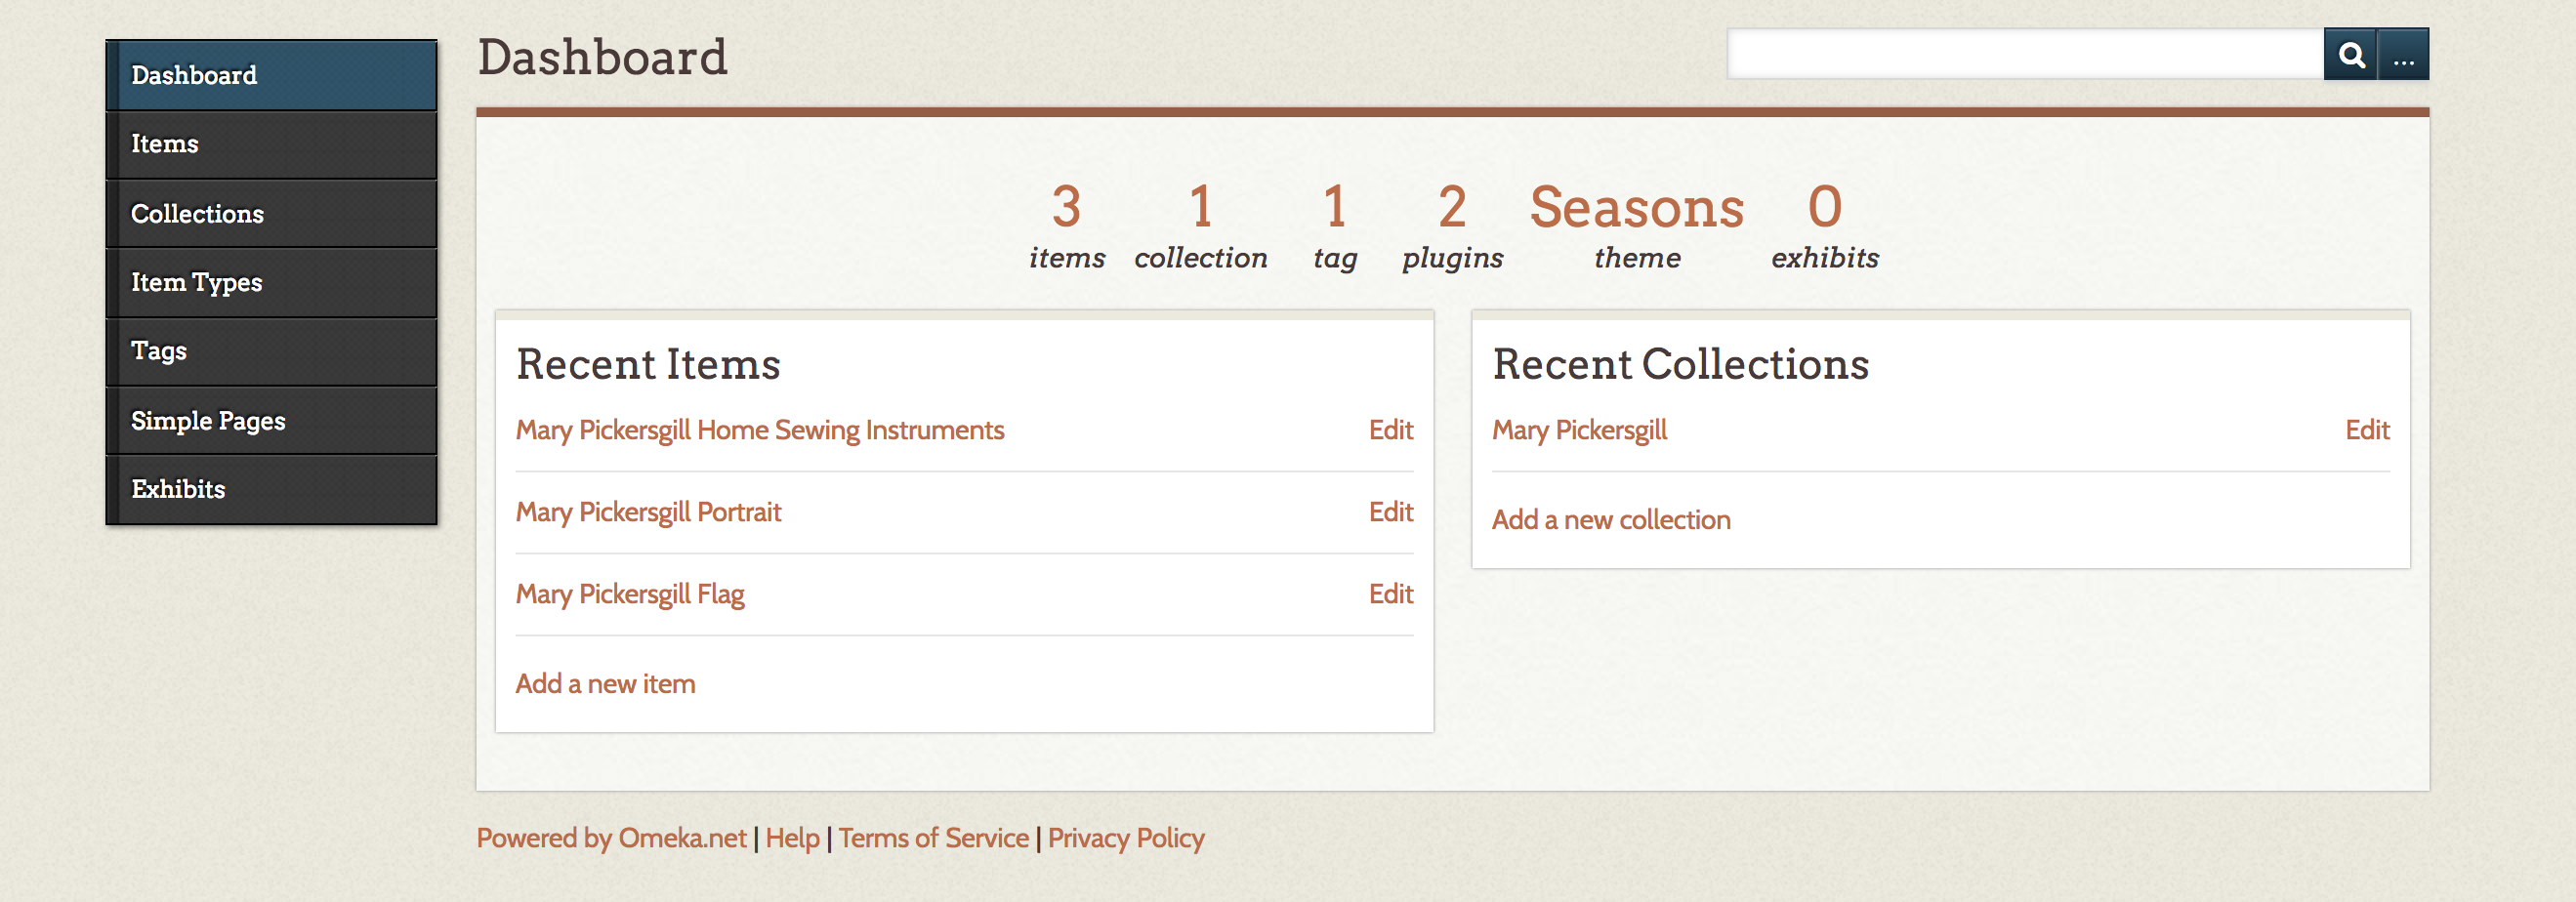 Dashboard
Items
Collections
Item Types
Tags
Simple Pages
Exhibits
Dashboard
...
3 1 1 2 Seasons 0
items collection tag plugins theme exhibits
Recent Items
Mary Pickersgill Home Sewing Instruments Edit
Mary Pickersgill Portrait Edit
Mary Pickersgill Flag Edit
Add a new item
Recent Collections
Mary Pickersgill Edit
Add a new collection
Powered by Omeka.net | Help | Terms of Service | Privacy Policy